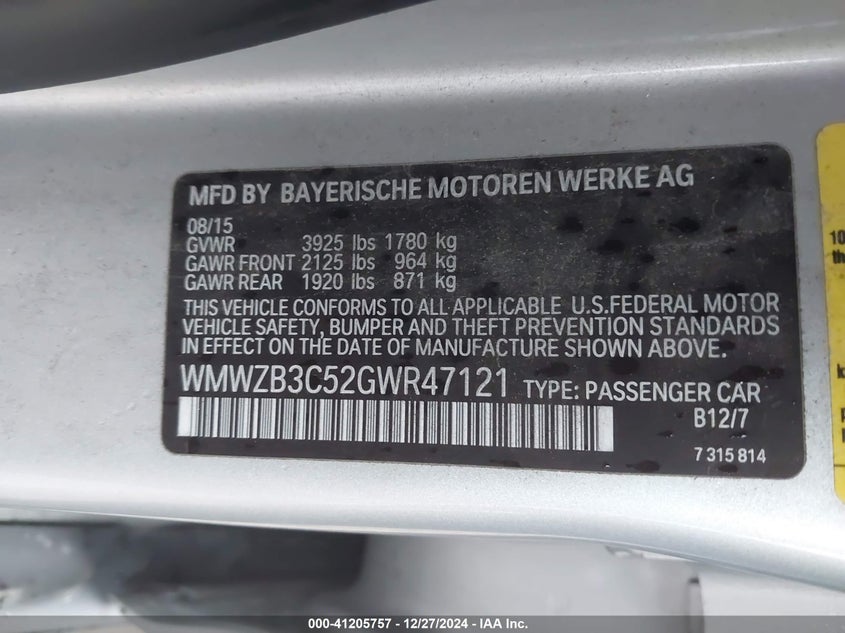 MFD BY BAYERISCHE MOTOREN WERKE AG
08/15
GVWR 3925 lbs 1780 kg
GAWR FRONT 2125 lbs 964 kg
GAWR REAR 1920 lbs 871 kg
THIS VEHICLE CONFORMS TO ALL APPLICABLE U.S.FEDERAL MOTOR
VEHICLE SAFETY, BUMPER AND THEFT PREVENTION STANDARDS
IN EFFECT ON THE DATE OF MANUFACTURE SHOWN ABOVE.
WMWZB3C52GWR47121 TYPE: PASSENGER CAR
B12/7
7 315 814
10
th
000-41205757 - 12/27/2024 - IAA Inc.